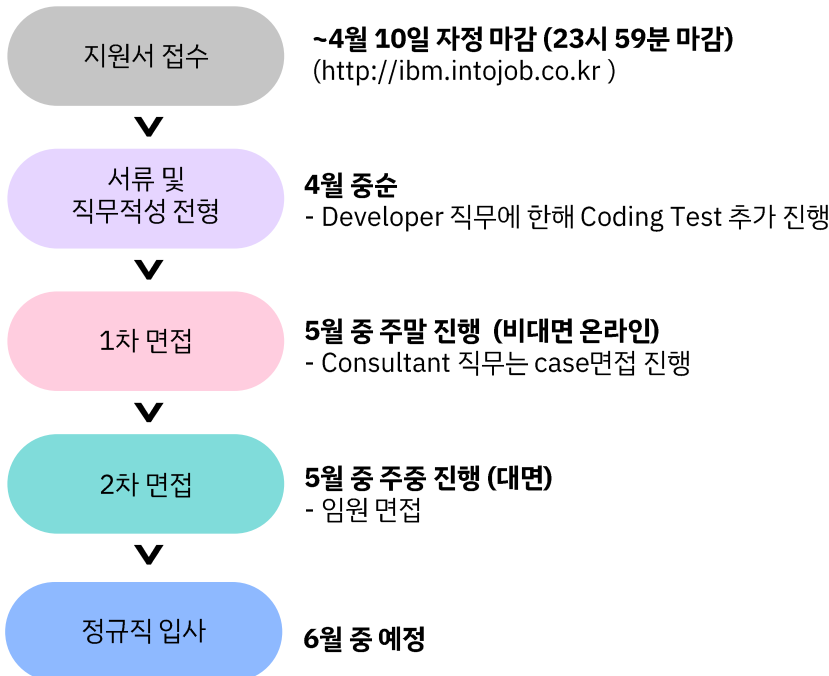 지원서 접수
~4월 10일 자정 마감 (23시 59분 마감)
(http://ibm.intojob.co.kr )
서류 및
직무적성 전형
4월 중순
- Developer 직무에 한해 Coding Test 추가 진행
1차 면접
5월 중 주말 진행 (비대면 온라인)
- Consultant 직무는 case면접 진행
2차 면접
5월 중 주중 진행 (대면)
- 임원 면접
정규직 입사
6월 중 예정